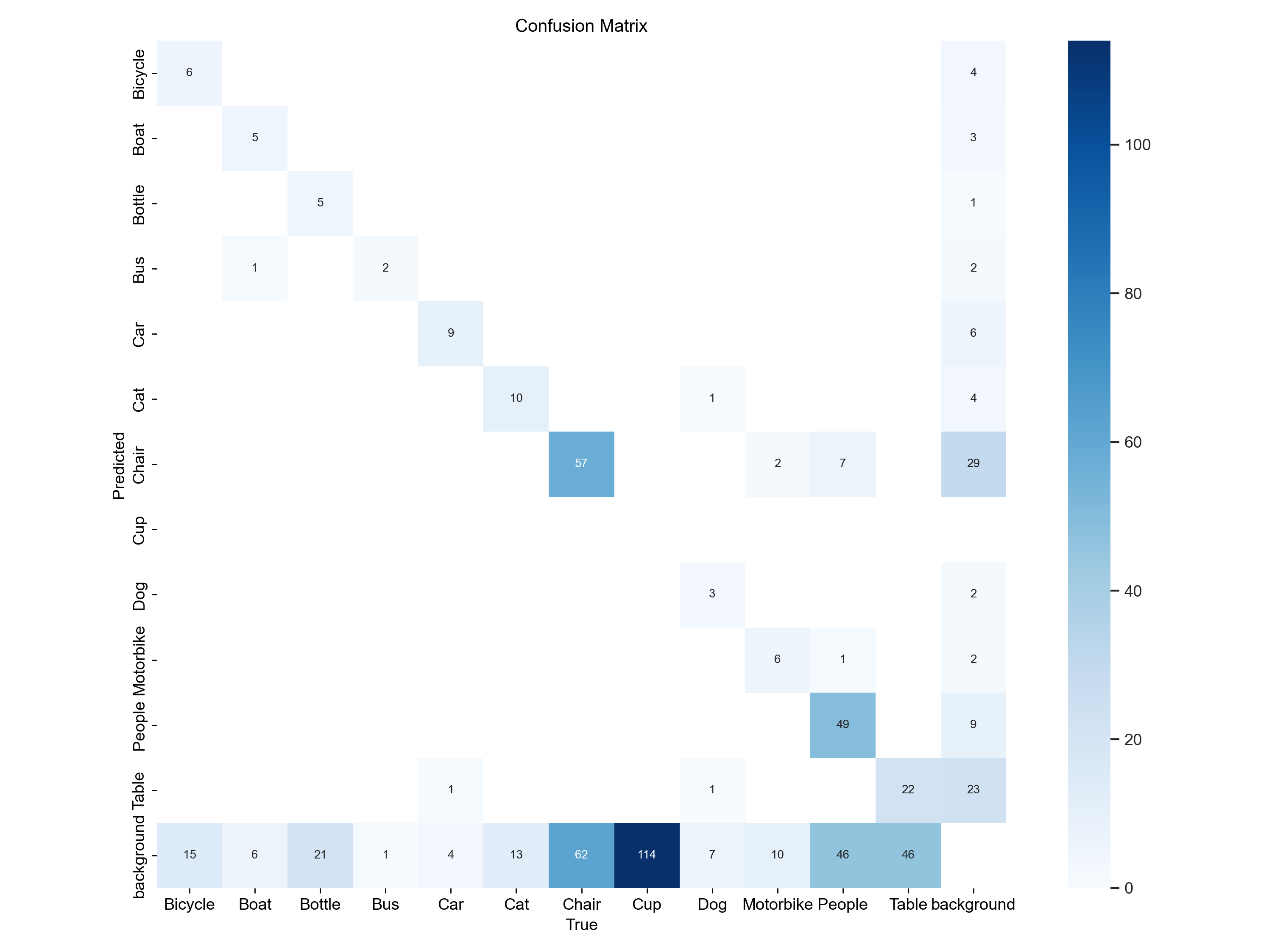 Confusion Matrix
Bicycle 6 4
Boat 5 3
Bottle 5 1
Bus 1 2 2
Car 9 6
Cat 10 1 4
Chair 57 2 7 29
Cup
Dog 3 2
Motorbike 6 1 2
People 49 9
Table 1 1 22 23
background 15 6 21 1 4 13 62 114 7 10 46 46
Predicted
Bicycle Boat Bottle Bus Car Cat Chair Cup Dog Motorbike People Table background
True
100
80
60
40
20
0